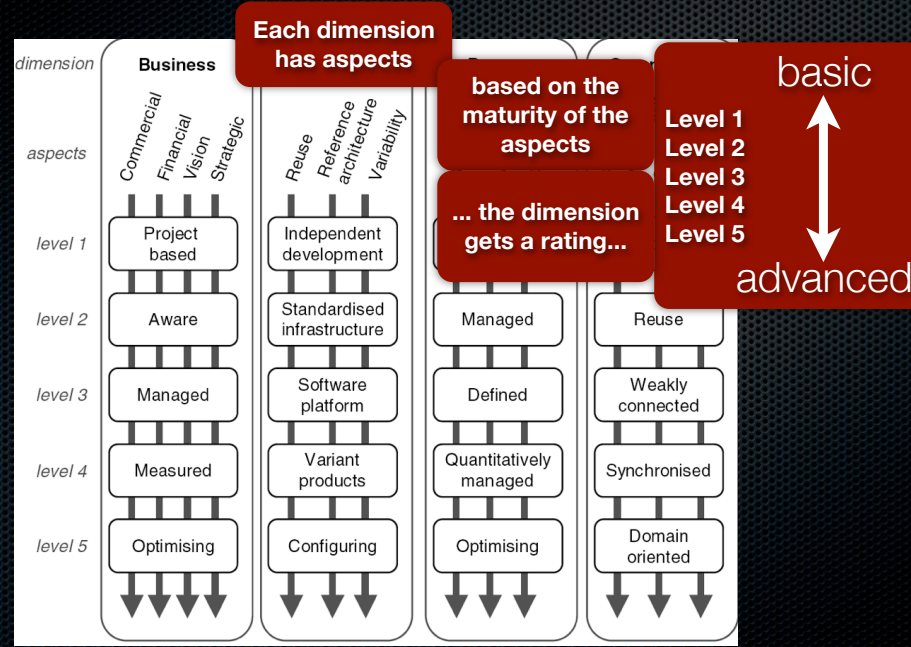 Each dimension
has aspects
dimension
Business
based on the
maturity of the
aspects
basic
Level 1
Level 2
Level 3
Level 4
Level 5
advanced
aspects
Commercial
Financial
Vision
Strategic
Reuse
Reference
architecture
Variability
... the dimension
gets a rating...
level 1
Project
based
Independent
development
level 2
Aware
Standardised
infrastructure
Managed
Reuse
level 3
Managed
Software
platform
Defined
Weakly
connected
level 4
Measured
Variant
products
Quantitatively
managed
Synchronised
level 5
Optimising
Configuring
Optimising
Domain
oriented